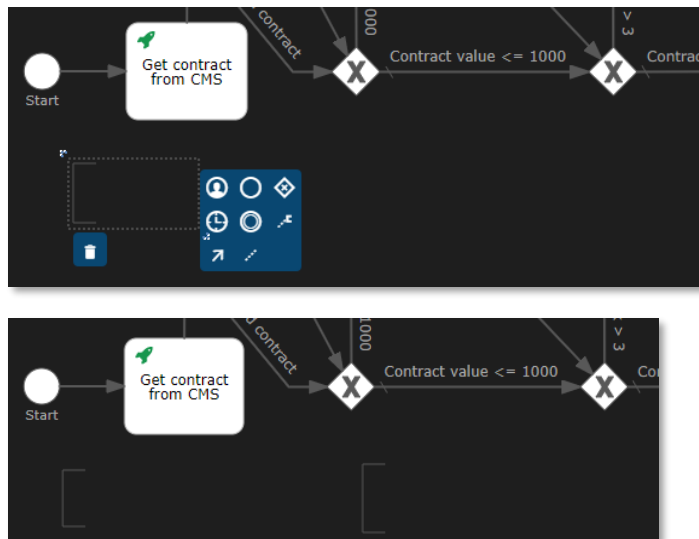 000
> 3
contract
Contract value <= 1000
Contrac
Get contract
from CMS
X
X
Start
1000
> 3
d contract
Contract value <= 1000
Co
Get contract
from CMS
X
X
Start